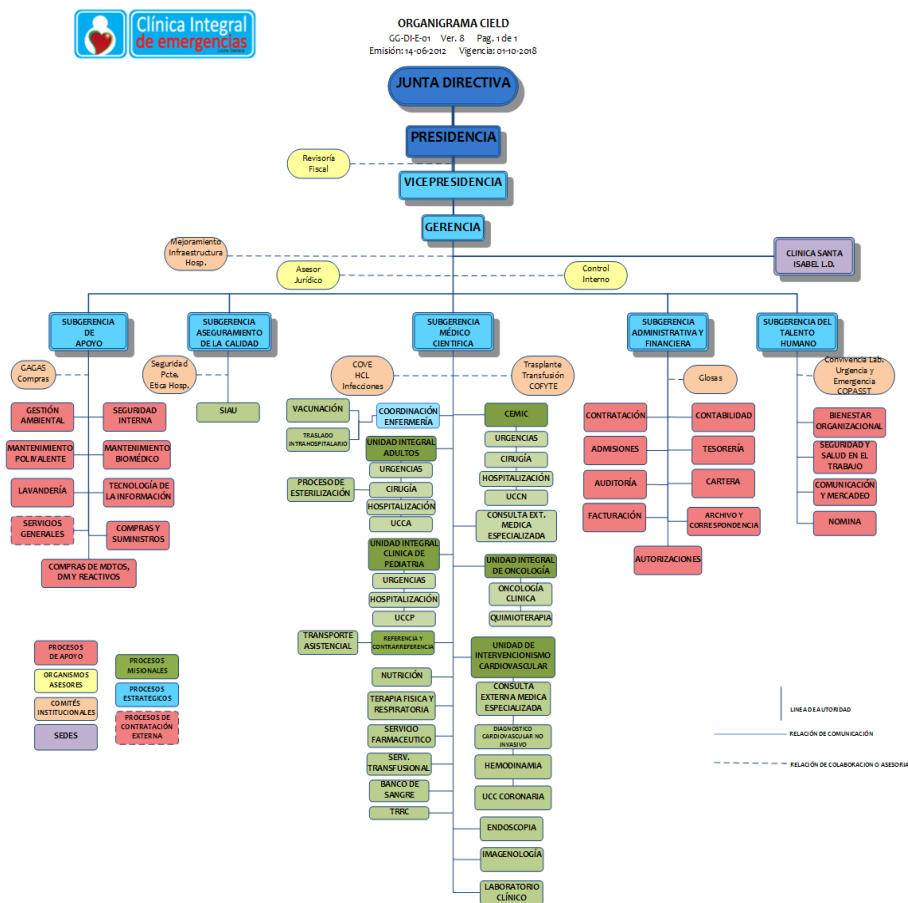 Clínica Integral
de emergencias
ORGANIGRAMA CIELD
GG-DI-E-01 Ver. 8 Pag. 1 de 1
Emisión: 14-06-2012 Vigencia: 01-10-2018
JUNTA DIRECTIVA
PRESIDENCIA
Revisoría
Fiscal
VICEPRESIDENCIA
GERENCIA
Mejoramiento
Infraestructura
Hosp.
CLINICA SANTA
ISABEL L.D.
Asesor
Jurídico
Control
Interno
SUBGERENCIA
DE
APOYO
SUBGERENCIA
ASEGURAMIENTO
DE LA CALIDAD
SUBGERENCIA
MÉDICO
CIENTIFICA
SUBGERENCIA
ADMINISTRATIVA Y
FINANCIERA
SUBGERENCIA DEL
TALENTO
HUMANO
GAGAS
Compras
Seguridad
Pcte.
Etica Hosp.
COVE
HCL
Infecciones
Trasplante
Transfusión
COFYTE
Glosas
Convivencia Lab.
Urgencia y
Emergencia
COPASST
GESTIÓN
AMBIENTAL
SEGURIDAD
INTERNA
MANTENIMIENTO
POLIVALENTE
MANTENIMIENTO
BIOMÉDICO
LAVANDERÍA
TECNOLOGÍA DE
LA INFORMACIÓN
SERVICIOS
GENERALES
COMPRAS Y
SUMINISTROS
COMPRAS DE MDTOS,
DM Y REACTIVOS
SIAU
VACUNACIÓN
TRASLADO
INTRAHOSPITALARIO
COORDINACIÓN
ENFERMERÍA
UNIDAD INTEGRAL
ADULTOS
URGENCIAS
PROCESO DE
ESTERILIZACIÓN
CIRUGÍA
HOSPITALIZACIÓN
UCCA
UNIDAD INTEGRAL
CLINICA DE
PEDIATRIA
URGENCIAS
HOSPITALIZACIÓN
UCCP
TRANSPORTE
ASISTENCIAL
REFERENCIA Y
CONTRARREFERENCIA
NUTRICIÓN
TERAPIA FISICA Y
RESPIRATORIA
SERVICIO
FARMACEUTICO
SERV.
TRANSFUSIONAL
BANCO DE
SANGRE
TRRC
CEMIC
URGENCIAS
CIRUGÍA
HOSPITALIZACIÓN
UCCN
CONSULTA EXT.
MEDICA
ESPECIALIZADA
UNIDAD INTEGRAL
DE ONCOLOGÍA
ONCOLOGÍA
CLINICA
QUIMIOTERAPIA
UNIDAD DE
INTERVENCIONISMO
CARDIOVASCULAR
CONSULTA
EXTERNA MEDICA
ESPECIALIZADA
DIAGNOSTICO
CARDIOVASCULAR NO
INVASIVO
HEMODINAMIA
UCC CORONARIA
ENDOSCOPIA
IMAGENOLOGÍA
LABORATORIO
CLÍNICO
CONTRATACIÓN
CONTABILIDAD
ADMISIONES
TESORERÍA
AUDITORÍA
CARTERA
FACTURACIÓN
ARCHIVO Y
CORRESPONDENCIA
AUTORIZACIONES
BIENESTAR
ORGANIZACIONAL
SEGURIDAD Y
SALUD EN EL
TRABAJO
COMUNICACIÓN
Y MERCADEO
NOMINA
PROCESOS
DE APOYO
ORGANISMOS
ASESORES
COMITÉS
INSTITUCIONALES
SEDES
PROCESOS
MISIONALES
PROCESOS
ESTRATEGICOS
PROCESOS DE
CONTRATACIÓN
EXTERNA
LINEA DE AUTORIDAD
RELACIÓN DE COMUNICACIÓN
RELACIÓN DE COLABORACION O ASESORIA